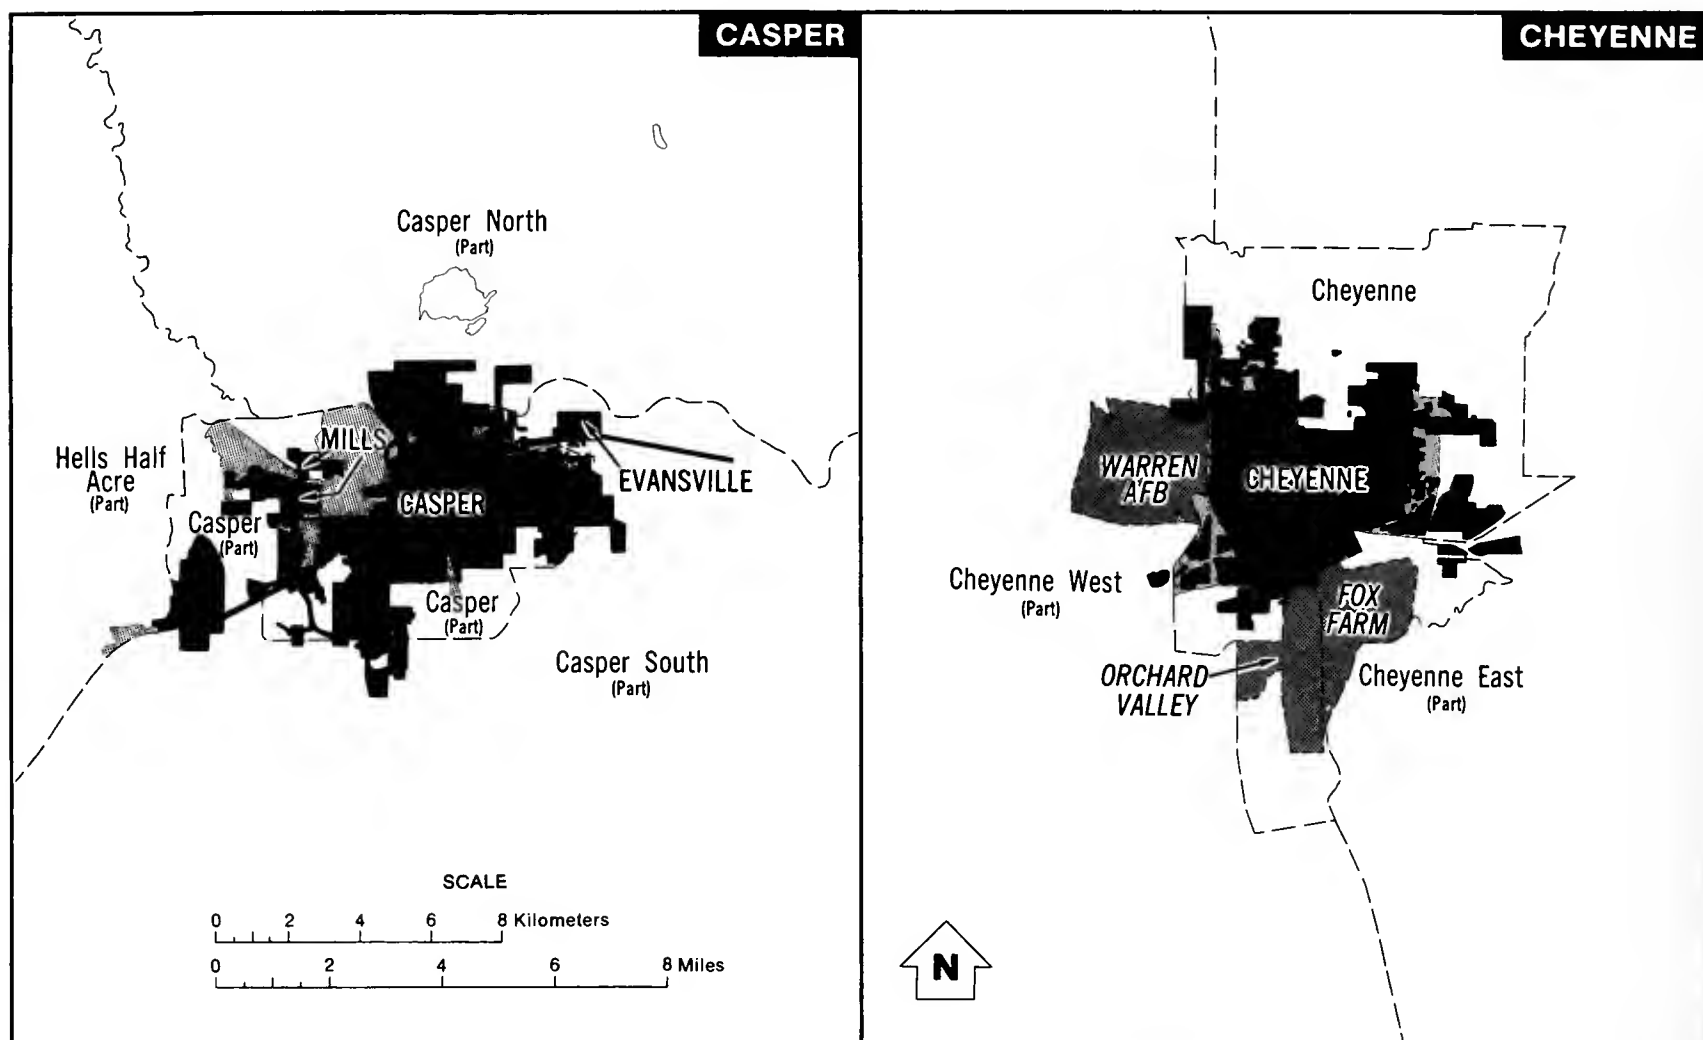 CASPER
Casper North
(Part)
MILLS
Hells Half
Acre
(Part)
CASPER
EVANSVILLE
Casper
(Part)
Casper
(Part)
Casper South
(Part)
SCALE
0 2 4 6 8 Kilometers
0 2 4 6 8 Miles
CHEYENNE
Cheyenne
WARREN
AFB
CHEYENNE
Cheyenne West
(Part)
FOX
FARM
ORCHARD
VALLEY
Cheyenne East
(Part)
N